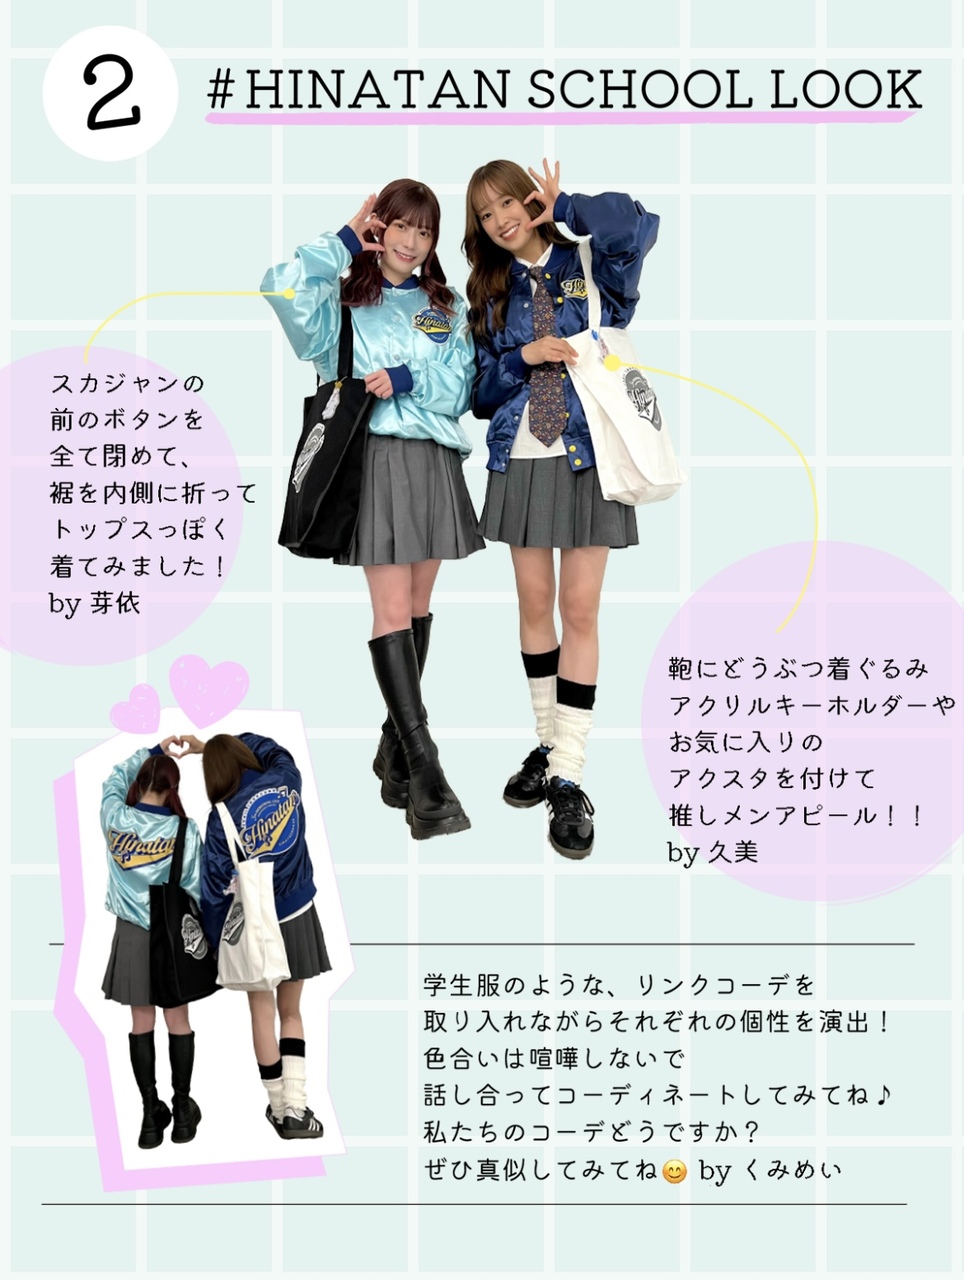 2
#HINATAN SCHOOL LOOK
スカジャンの
前のボタンを
全て閉めて、
裾を内側に折って
トップスっぽく
着てみました！
by 芽依
鞄にどうぶつ着ぐるみ
アクリルキーホルダーや
お気に入りの
アクスタを付けて
推しメンアピール！！
by 久美
学生服のような、リンクコーデを
取り入れながらそれぞれの個性を演出！
色合いは喧嘩しないで
話し合ってコーディネートしてみてね♪
私たちのコーデどうですか？
ぜひ真似してみてね😊 by くみめい
Hinatan
Hinatan